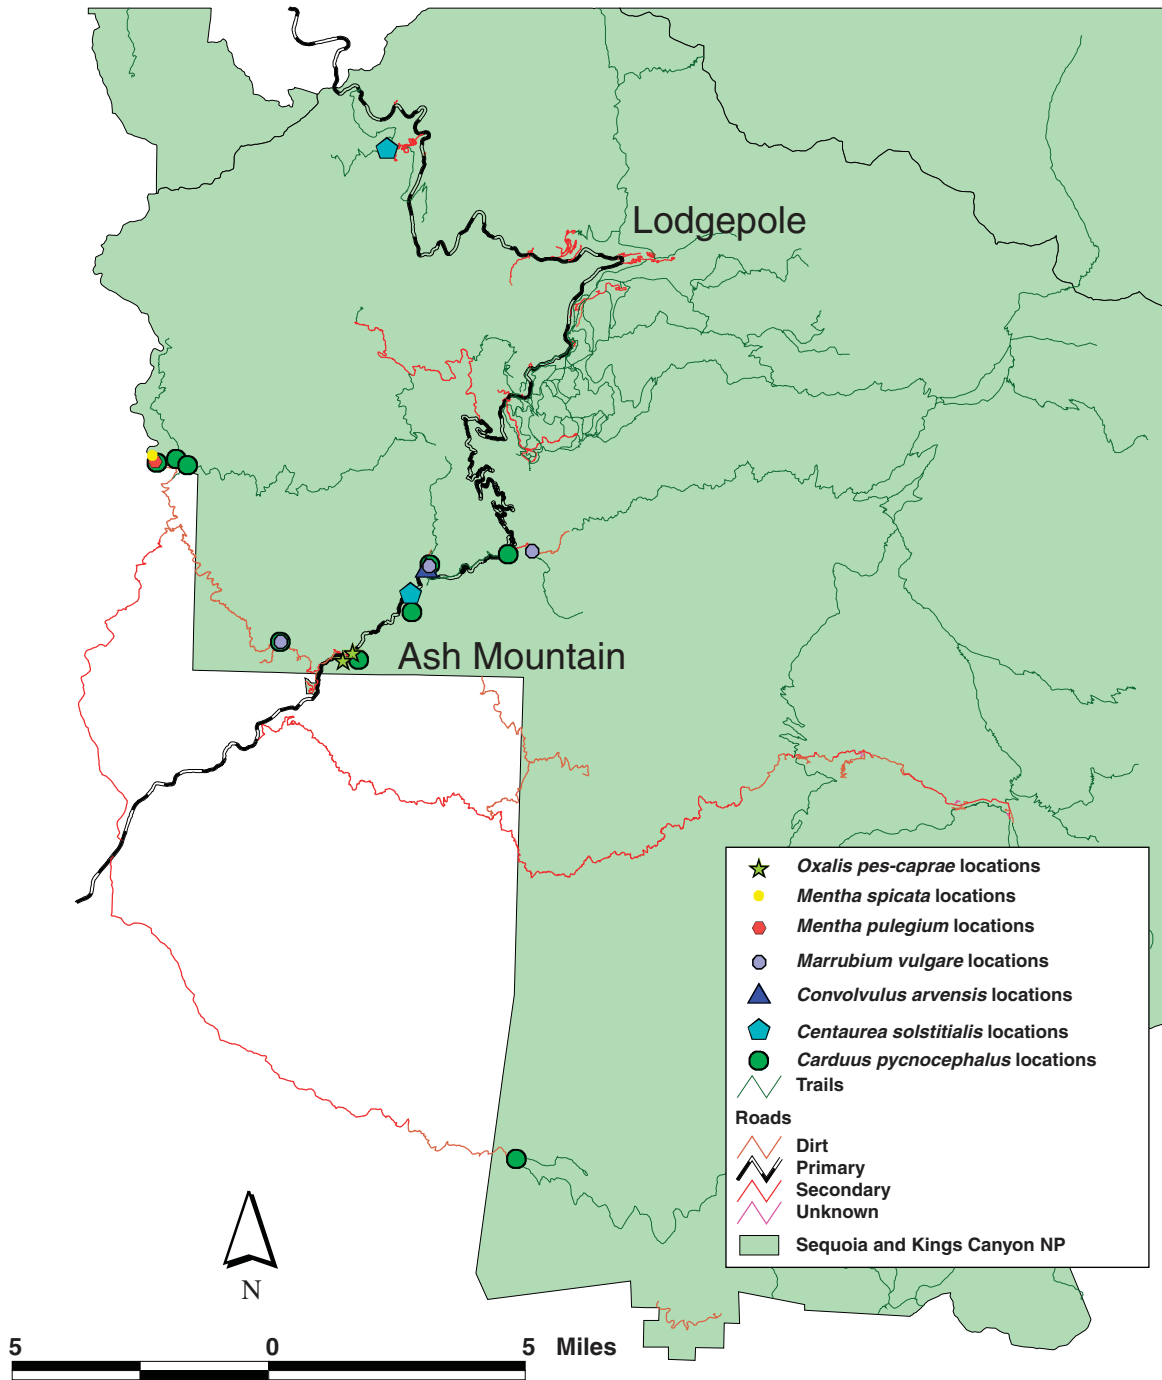 Lodgepole
Ash Mountain
Oxalis pes-caprae locations
Mentha spicata locations
Mentha pulegium locations
Marrubium vulgare locations
Convolvulus arvensis locations
Centaurea solstitialis locations
Carduus pycnocephalus locations
Trails
Roads
Dirt
Primary
Secondary
Unknown
Sequoia and Kings Canyon NP
N
5 0 5 Miles